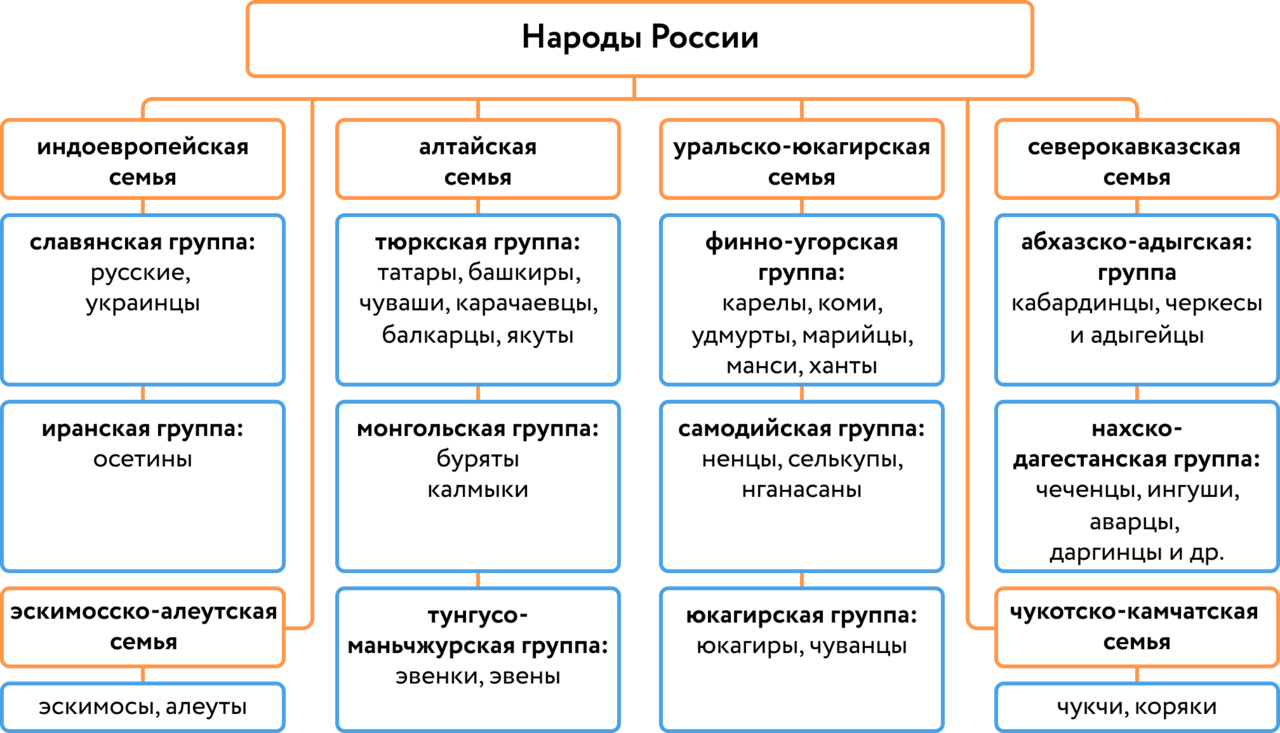 Народы России
индоевропейская
семья
славянская группа:
русские,
украинцы
иранская группа:
осетины
эскимосско-алеутская
семья
эскимосы, алеуты
алтайская
семья
тюркская группа:
татары, башкиры,
чуваши, карачаевцы,
балкарцы, якуты
монгольская группа:
буряты
калмыки
тунгусо-
маньчжурская группа:
эвенки, эвены
уральско-юкагирская
семья
финно-угорская
группа:
карелы, коми,
удмурты, марийцы,
манси, ханты
самодийская группа:
ненцы, селькупы,
нганасаны
юкагирская группа:
юкагиры, чуванцы
северокавказская
семья
абхазско-адыгская:
группа
кабардинцы, черкесы
и адыгейцы
нахско-
дагестанская группа:
чеченцы, ингуши,
аварцы,
даргинцы и др.
чукотско-камчатская
семья
чукчи, коряки